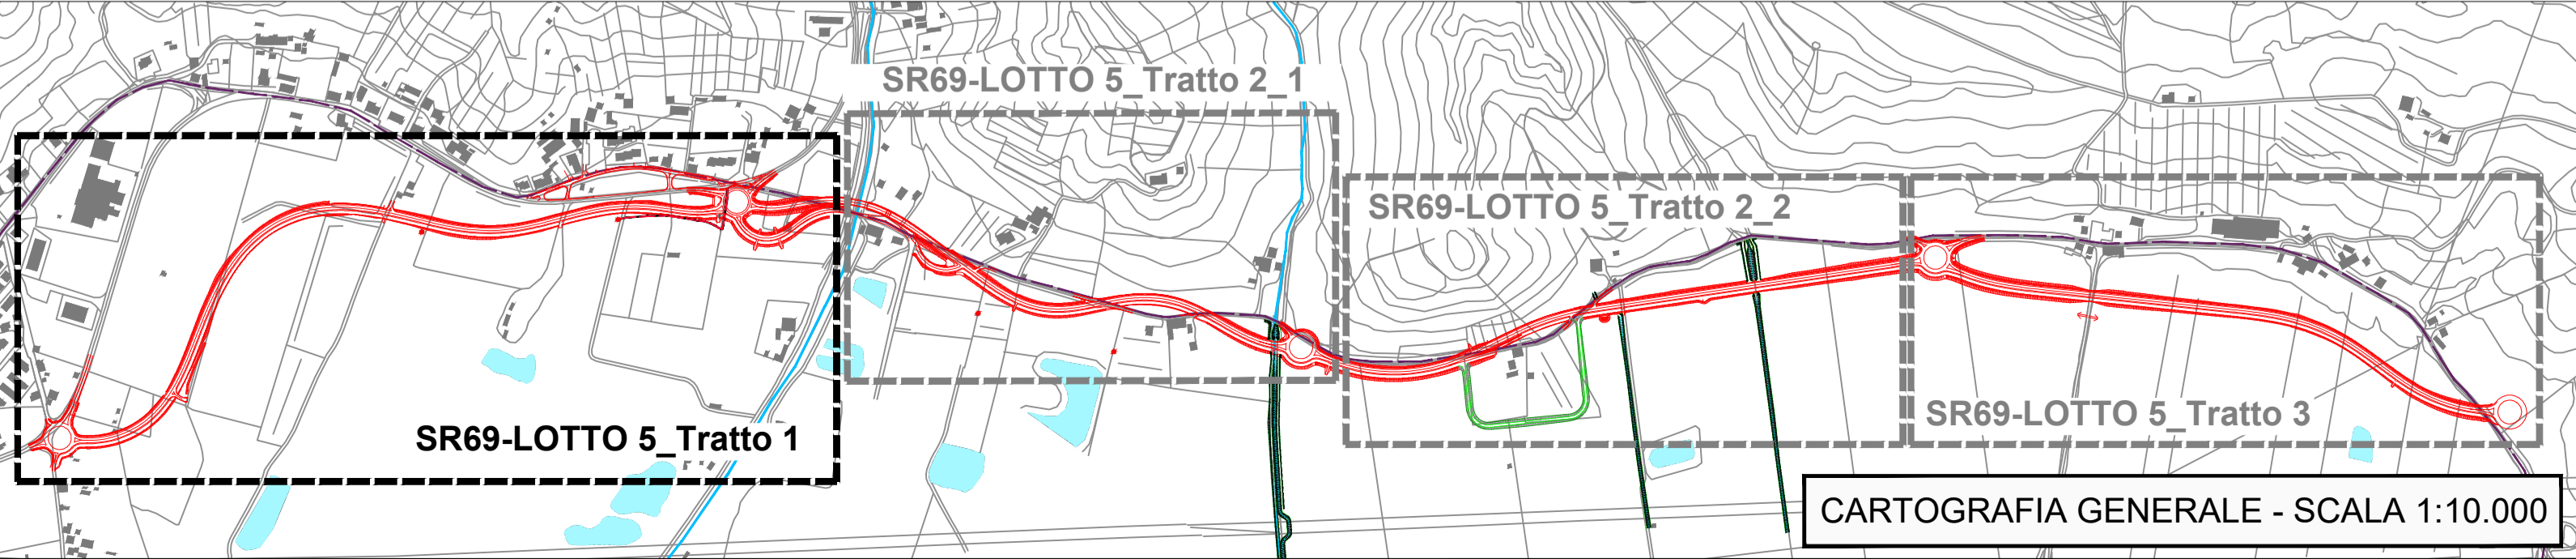 SR69-LOTTO 5_Tratto 2_1
SR69-LOTTO 5_Tratto 2_2
SR69-LOTTO 5_Tratto 3
SR69-LOTTO 5_Tratto 1
CARTOGRAFIA GENERALE - SCALA 1:10.000